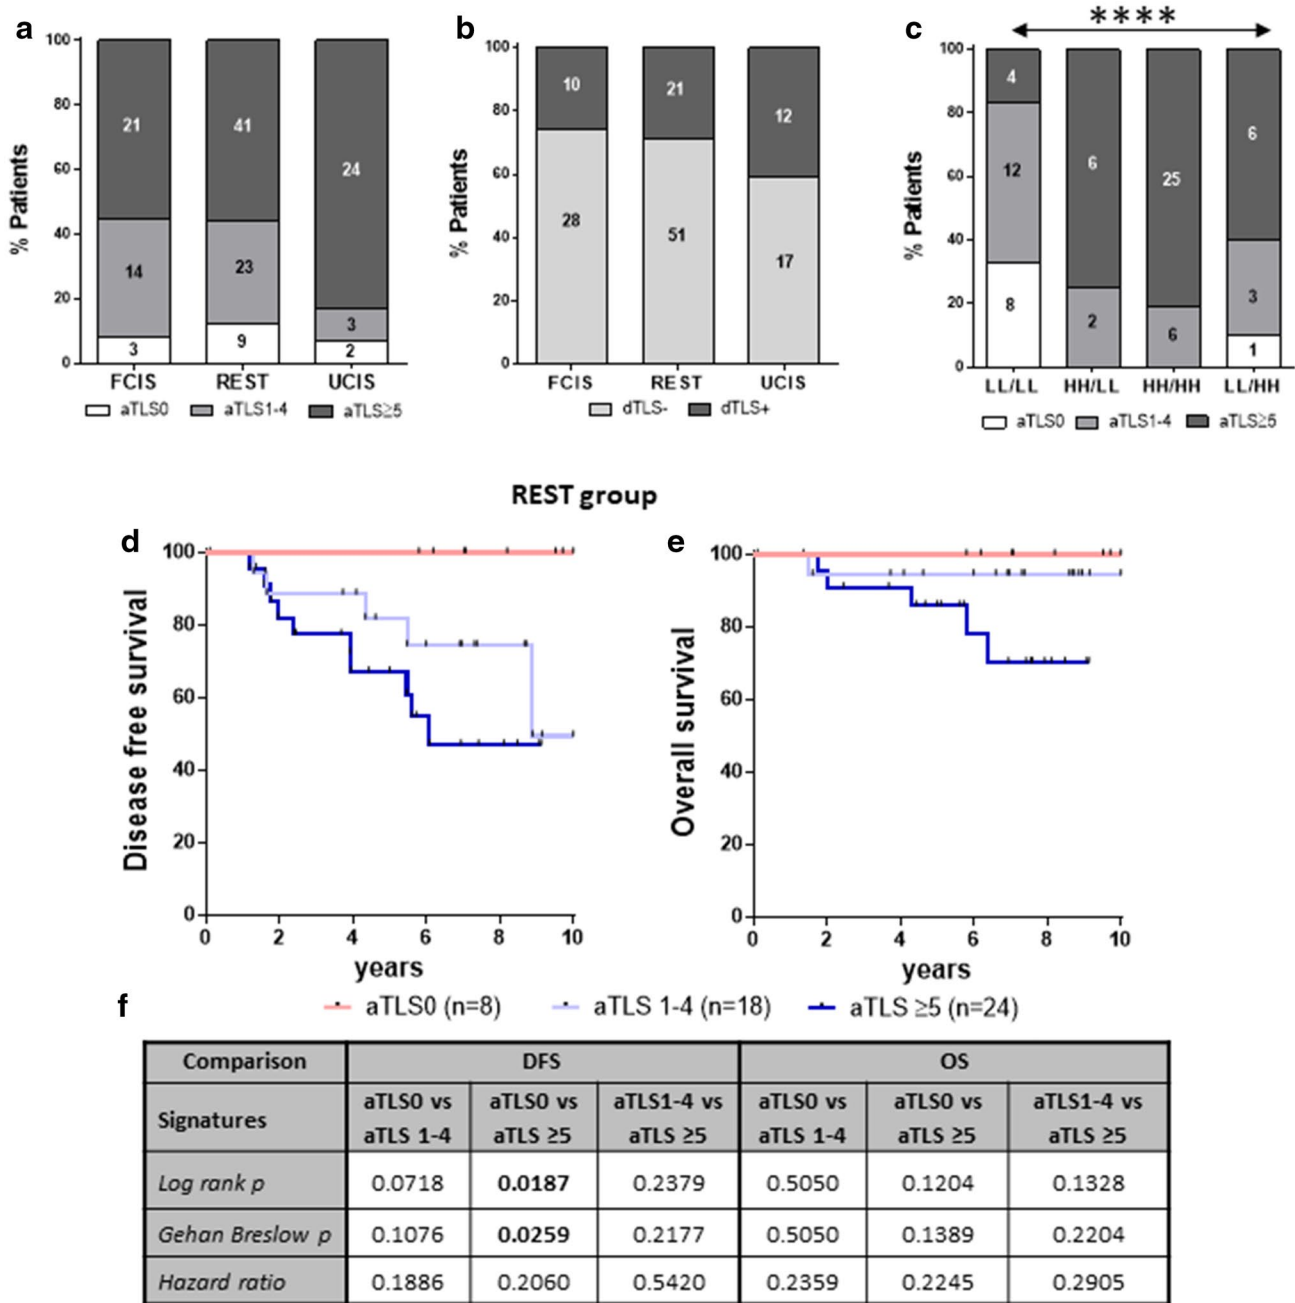 a
% Patients
100
80
60
40
20
0
21
14
3
41
23
9
24
3
2
FCIS REST UCIS
aTLS0 aTLS1-4 aTLS≥5
b
% Patients
100
80
60
40
20
0
10
28
21
51
12
17
FCIS REST UCIS
dTLS- dTLS+
c
****
% Patients
100
80
60
40
20
0
4
12
8
6
2
25
6
6
3
1
LL/LL HH/LL HH/HH LL/HH
aTLS0 aTLS1-4 aTLS≥5
REST group
d
Disease free survival
100
80
60
40
20
0
0 2 4 6 8 10
years
e
Overall survival
100
80
60
40
20
0
0 2 4 6 8 10
years
aTLS0 (n=8) aTLS 1-4 (n=18) aTLS ≥5 (n=24)
f
Comparison DFS OS
Signatures
aTLS0 vs aTLS0 vs aTLS1-4 vs aTLS0 vs aTLS0 vs aTLS1-4 vs
aTLS 1-4 aTLS ≥5 aTLS ≥5 aTLS 1-4 aTLS ≥5 aTLS ≥5
Log rank p 0.0718 0.0187 0.2379 0.5050 0.1204 0.1328
Gehan Breslow p 0.1076 0.0259 0.2177 0.5050 0.1389 0.2204
Hazard ratio 0.1886 0.2060 0.5420 0.2359 0.2245 0.2905